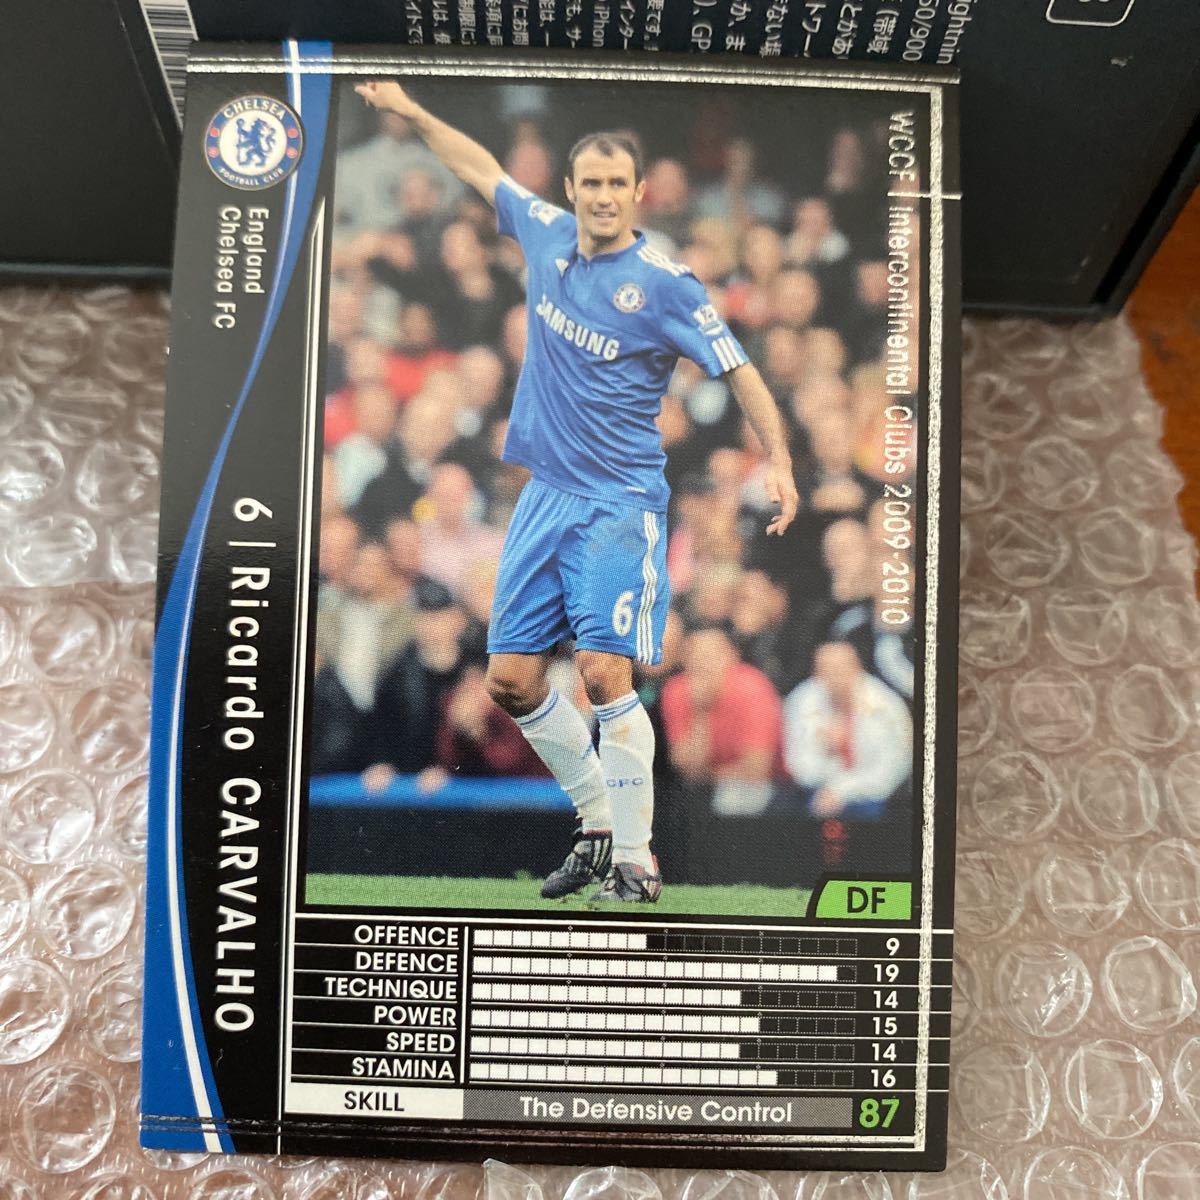 CHELSEA
FOOTBALL CLUB
England
Chelsea FC
6 | Ricardo CARVALHO
WCCF | Intercontinental Clubs 2009-2010
SAMSUNG
6
CFC
DF
OFFENCE 9
DEFENCE 19
TECHNIQUE 14
POWER 15
SPEED 14
STAMINA 16
SKILL The Defensive Control 87